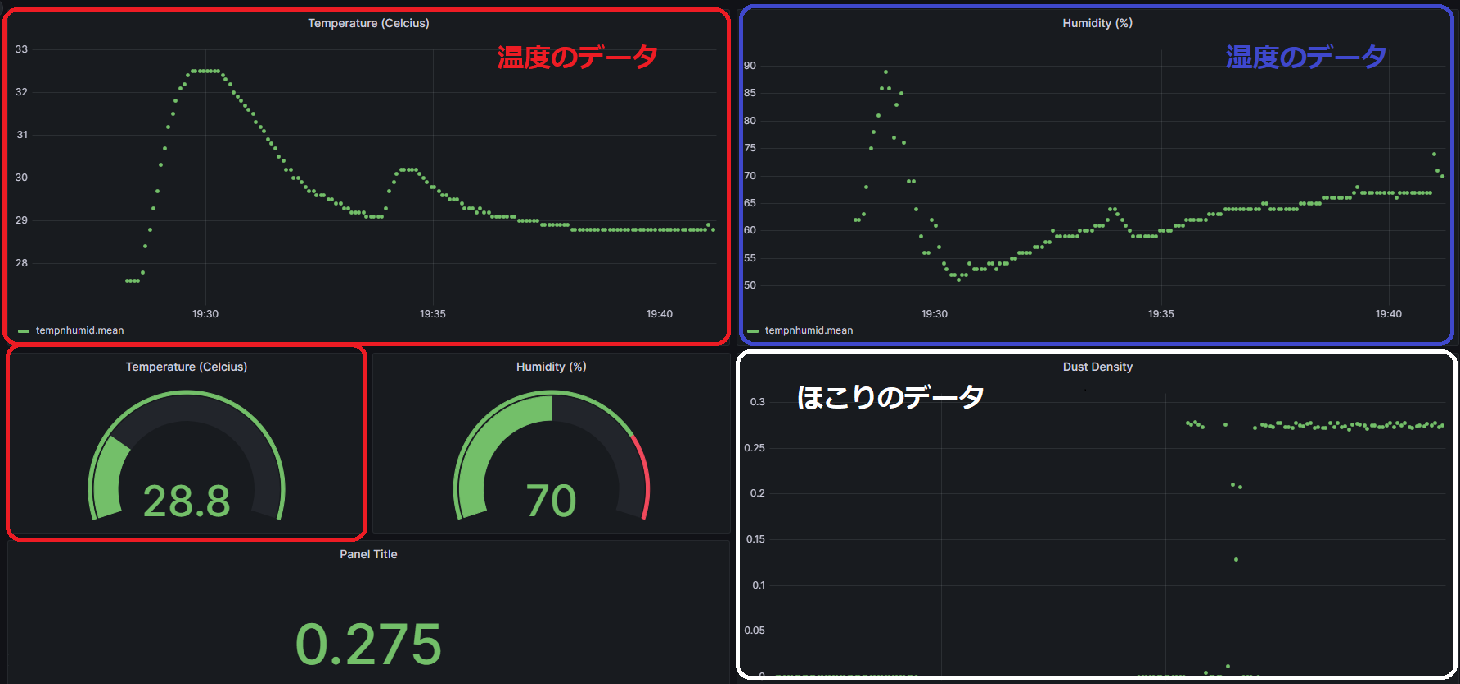 Temperature (Celcius)
温度のデータ
33
32
31
30
29
28
19:30
19:35
19:40
tempnhumid.mean
Humidity (%)
湿度のデータ
90
85
80
75
70
65
60
55
50
19:30
19:35
19:40
tempnhumid.mean
Temperature (Celcius)
28.8
Humidity (%)
70
Dust Density
ほこりのデータ
0.3
0.25
0.2
0.15
0.1
0.05
0
Panel Title
0.275